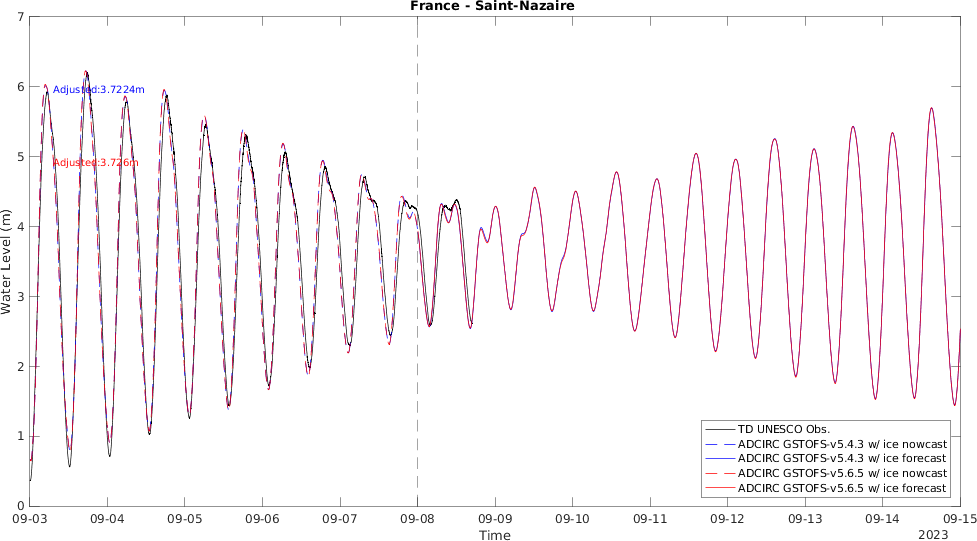 France - Saint-Nazaire
7
6
5
4
3
2
1
0
Water Level (m)
Adjusted:3.7224m
Adjusted:3.726m
TD UNESCO Obs.
ADCIRC GSTOFS-v5.4.3 w/ ice nowcast
ADCIRC GSTOFS-v5.4.3 w/ ice forecast
ADCIRC GSTOFS-v5.6.5 w/ ice nowcast
ADCIRC GSTOFS-v5.6.5 w/ ice forecast
09-03 09-04 09-05 09-06 09-07 09-08 09-09 09-10 09-11 09-12 09-13 09-14 09-15
Time
2023